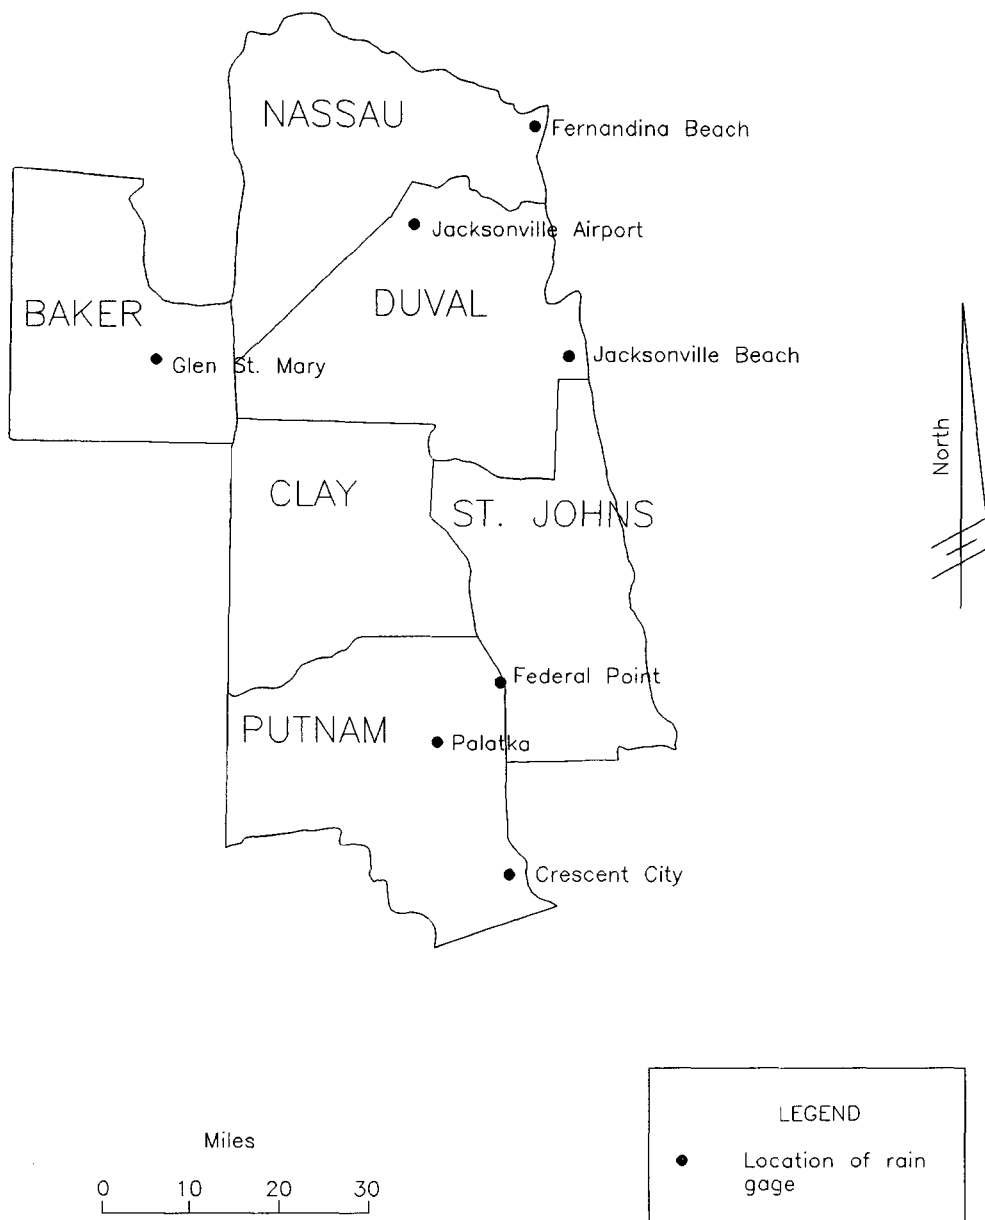 NASSAU
Fernandina Beach
Jacksonville Airport
BAKER
DUVAL
Glen St. Mary
Jacksonville Beach
North
CLAY
ST. JOHNS
Federal Point
PUTNAM
Palatka
Crescent City
Miles
0 10 20 30
LEGEND
Location of rain
gage